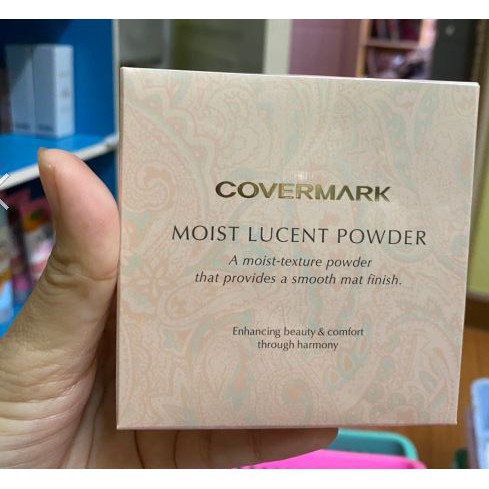 COVERMARK
MOIST LUCENT POWDER
A moist-texture powder
that provides a smooth mat finish.
Enhancing beauty & comfort
through harmony